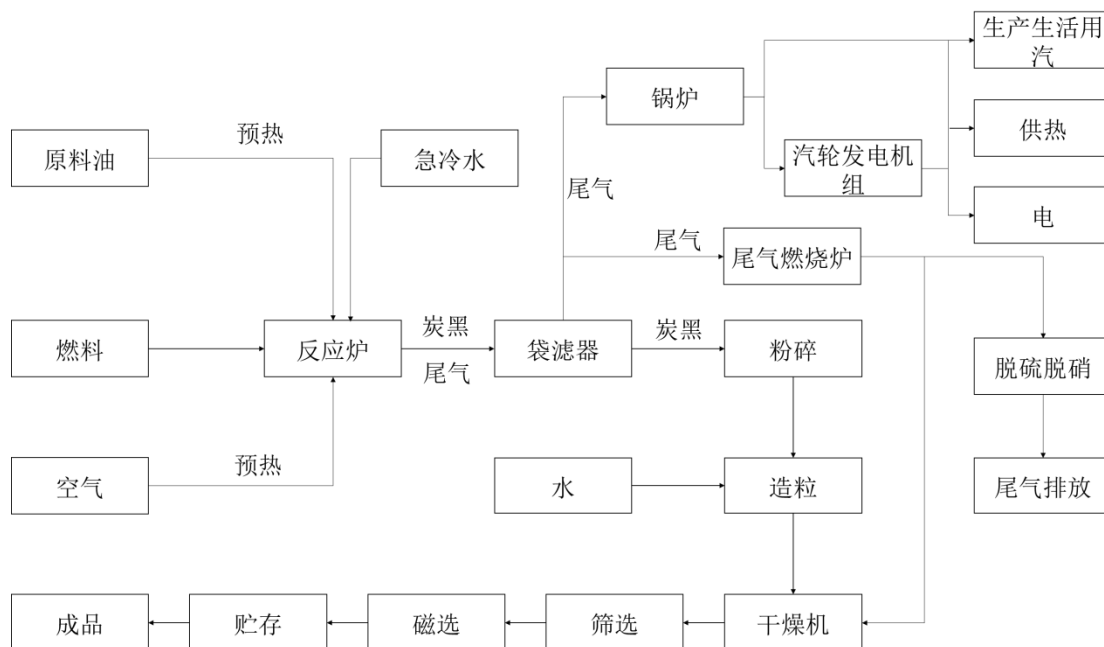 生产生活用
汽
锅炉
预热
供热
原料油
急冷水
汽轮发电机
组
尾气
电
尾气
尾气燃烧炉
炭黑
炭黑
燃料
反应炉
袋滤器
粉碎
脱硫脱硝
尾气
预热
空气
水
造粒
尾气排放
成品
贮存
磁选
筛选
干燥机